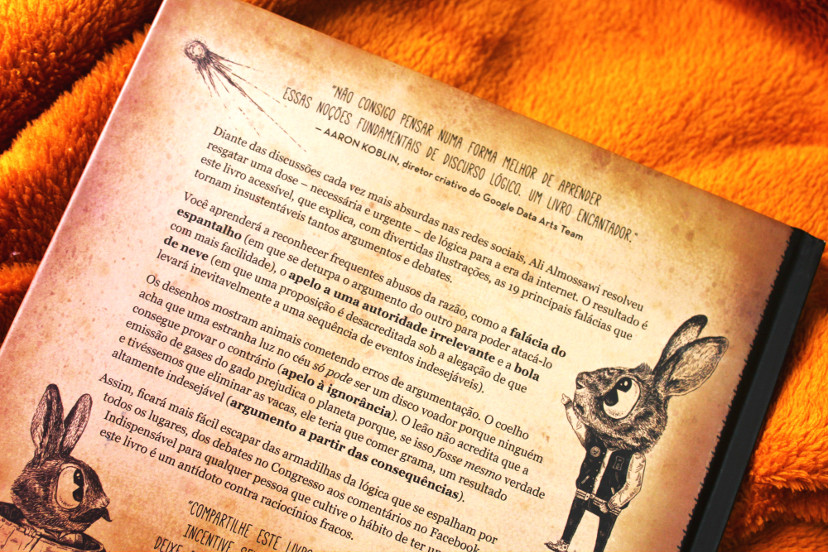 "NÃO CONSIGO PENSAR NUMA FORMA MELHOR DE APRENDER
ESSAS NOÇÕES FUNDAMENTAIS DE DISCURSO LÓGICO. UM LIVRO ENCANTADOR."
– AARON KOBLIN, diretor criativo do Google Data Arts Team
Diante das discussões cada vez mais absurdas nas redes sociais, Ali Almossawi resolveu
resgatar uma dose – necessária e urgente – de lógica para a era da internet. O resultado é
este livro acessível, que explica, com divertidas ilustrações, as 19 principais falácias que
tornam insustentáveis tantos argumentos e debates.
Você aprenderá a reconhecer frequentes abusos da razão, como a falácia do
espantalho (em que se deturpa o argumento do outro para poder atacá-lo
com mais facilidade), o apelo a uma autoridade irrelevante e a bola
de neve (em que uma proposição é desacreditada sob a alegação de que
levará inevitavelmente a uma sequência de eventos indesejáveis).
Os desenhos mostram animais cometendo erros de argumentação. O coelho
acha que uma estranha luz no céu só pode ser um disco voador porque ninguém
consegue provar o contrário (apelo à ignorância). O leão não acredita que a
emissão de gases do gado prejudica o planeta porque, se isso fosse mesmo verdade
e tivéssemos que eliminar as vacas, ele teria que comer grama, um resultado
altamente indesejável (argumento a partir das consequências).
Assim, ficará mais fácil escapar das armadilhas da lógica que se espalham por
todos os lugares, dos debates no Congresso aos comentários no Facebook.
Indispensável para qualquer pessoa que cultive o hábito de ter
este livro é um antídoto contra raciocínios fracos.
"COMPARTILHE ESTE LIVRO
INCENTIVE
DEIXE